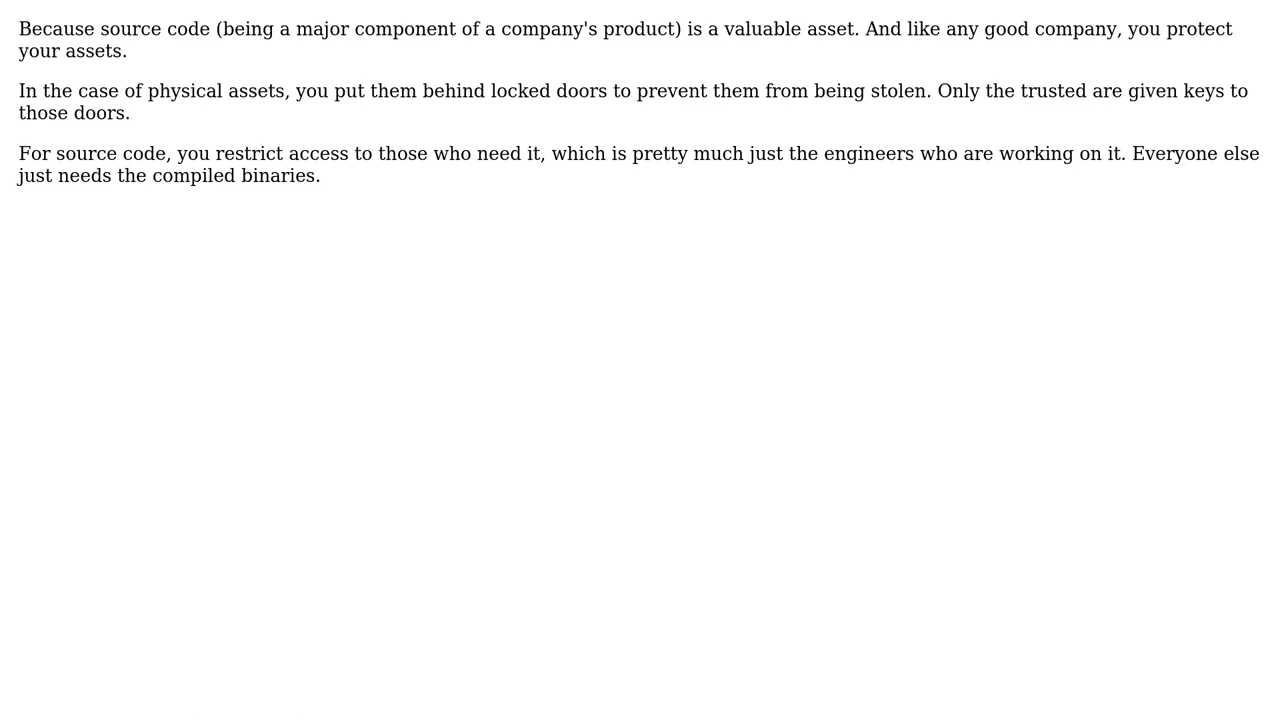 Because source code (being a major component of a company's product) is a valuable asset. And like any good company, you protect
your assets.
In the case of physical assets, you put them behind locked doors to prevent them from being stolen. Only the trusted are given keys to
those doors.
For source code, you restrict access to those who need it, which is pretty much just the engineers who are working on it. Everyone else
just needs the compiled binaries.